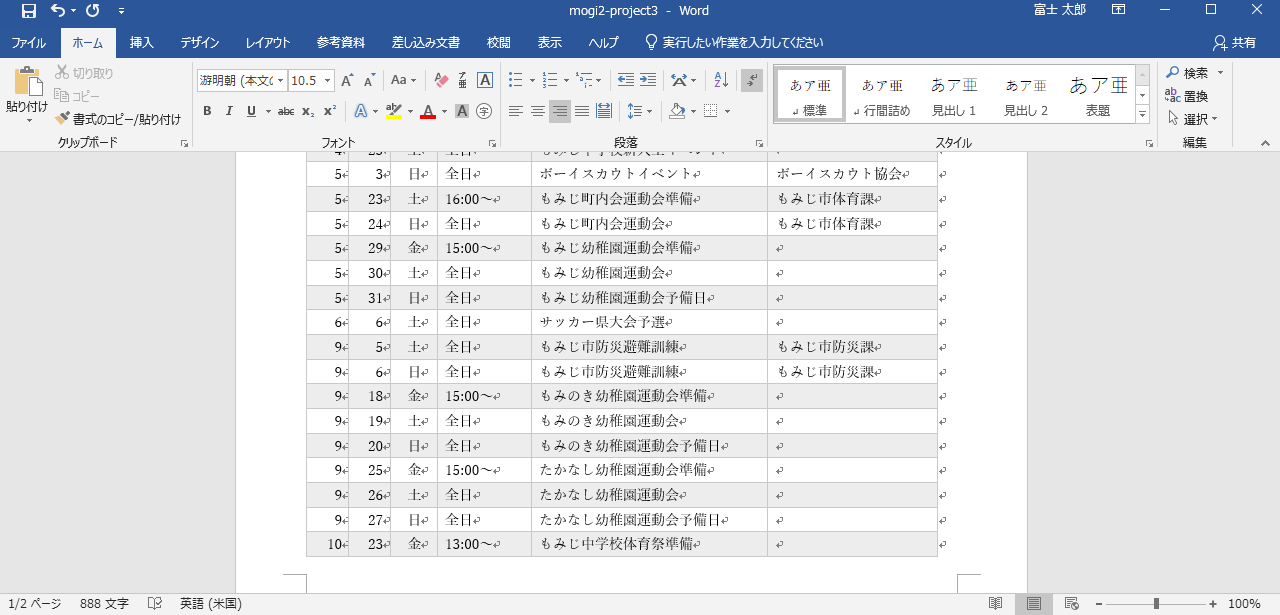 mogi2-project3 - Word
富士 太郎
ファイル ホーム 挿入 デザイン レイアウト 参考資料 差し込み文書 校閲 表示 ヘルプ 実行したい作業を入力してください 共有
貼り付け
切り取り
コピー
書式のコピー/貼り付け
クリップボード
游明朝 (本文の 10.5
フォント
段落
あア亜 標準
あア亜 行間詰め
あア亜 見出し 1
あア亜 見出し 2
あア亜 表題
スタイル
検索
置換
選択
編集
5 3 日 全日 ボーイスカウトイベント ボーイスカウト協会
5 23 土 16:00～ もみじ町内会運動会準備 もみじ市体育課
5 24 日 全日 もみじ町内会運動会 もみじ市体育課
5 29 金 15:00～ もみじ幼稚園運動会準備
5 30 土 全日 もみじ幼稚園運動会
5 31 日 全日 もみじ幼稚園運動会予備日
6 6 土 全日 サッカー県大会予選
9 5 土 全日 もみじ市防災避難訓練 もみじ市防災課
9 6 日 全日 もみじ市防災避難訓練 もみじ市防災課
9 18 金 15:00～ もみのき幼稚園運動会準備
9 19 土 全日 もみのき幼稚園運動会
9 20 日 全日 もみのき幼稚園運動会予備日
9 25 金 15:00～ たかなし幼稚園運動会準備
9 26 土 全日 たかなし幼稚園運動会
9 27 日 全日 たかなし幼稚園運動会予備日
10 23 金 13:00～ もみじ中学校体育祭準備
1/2 ページ 888 文字 英語 (米国) 100%